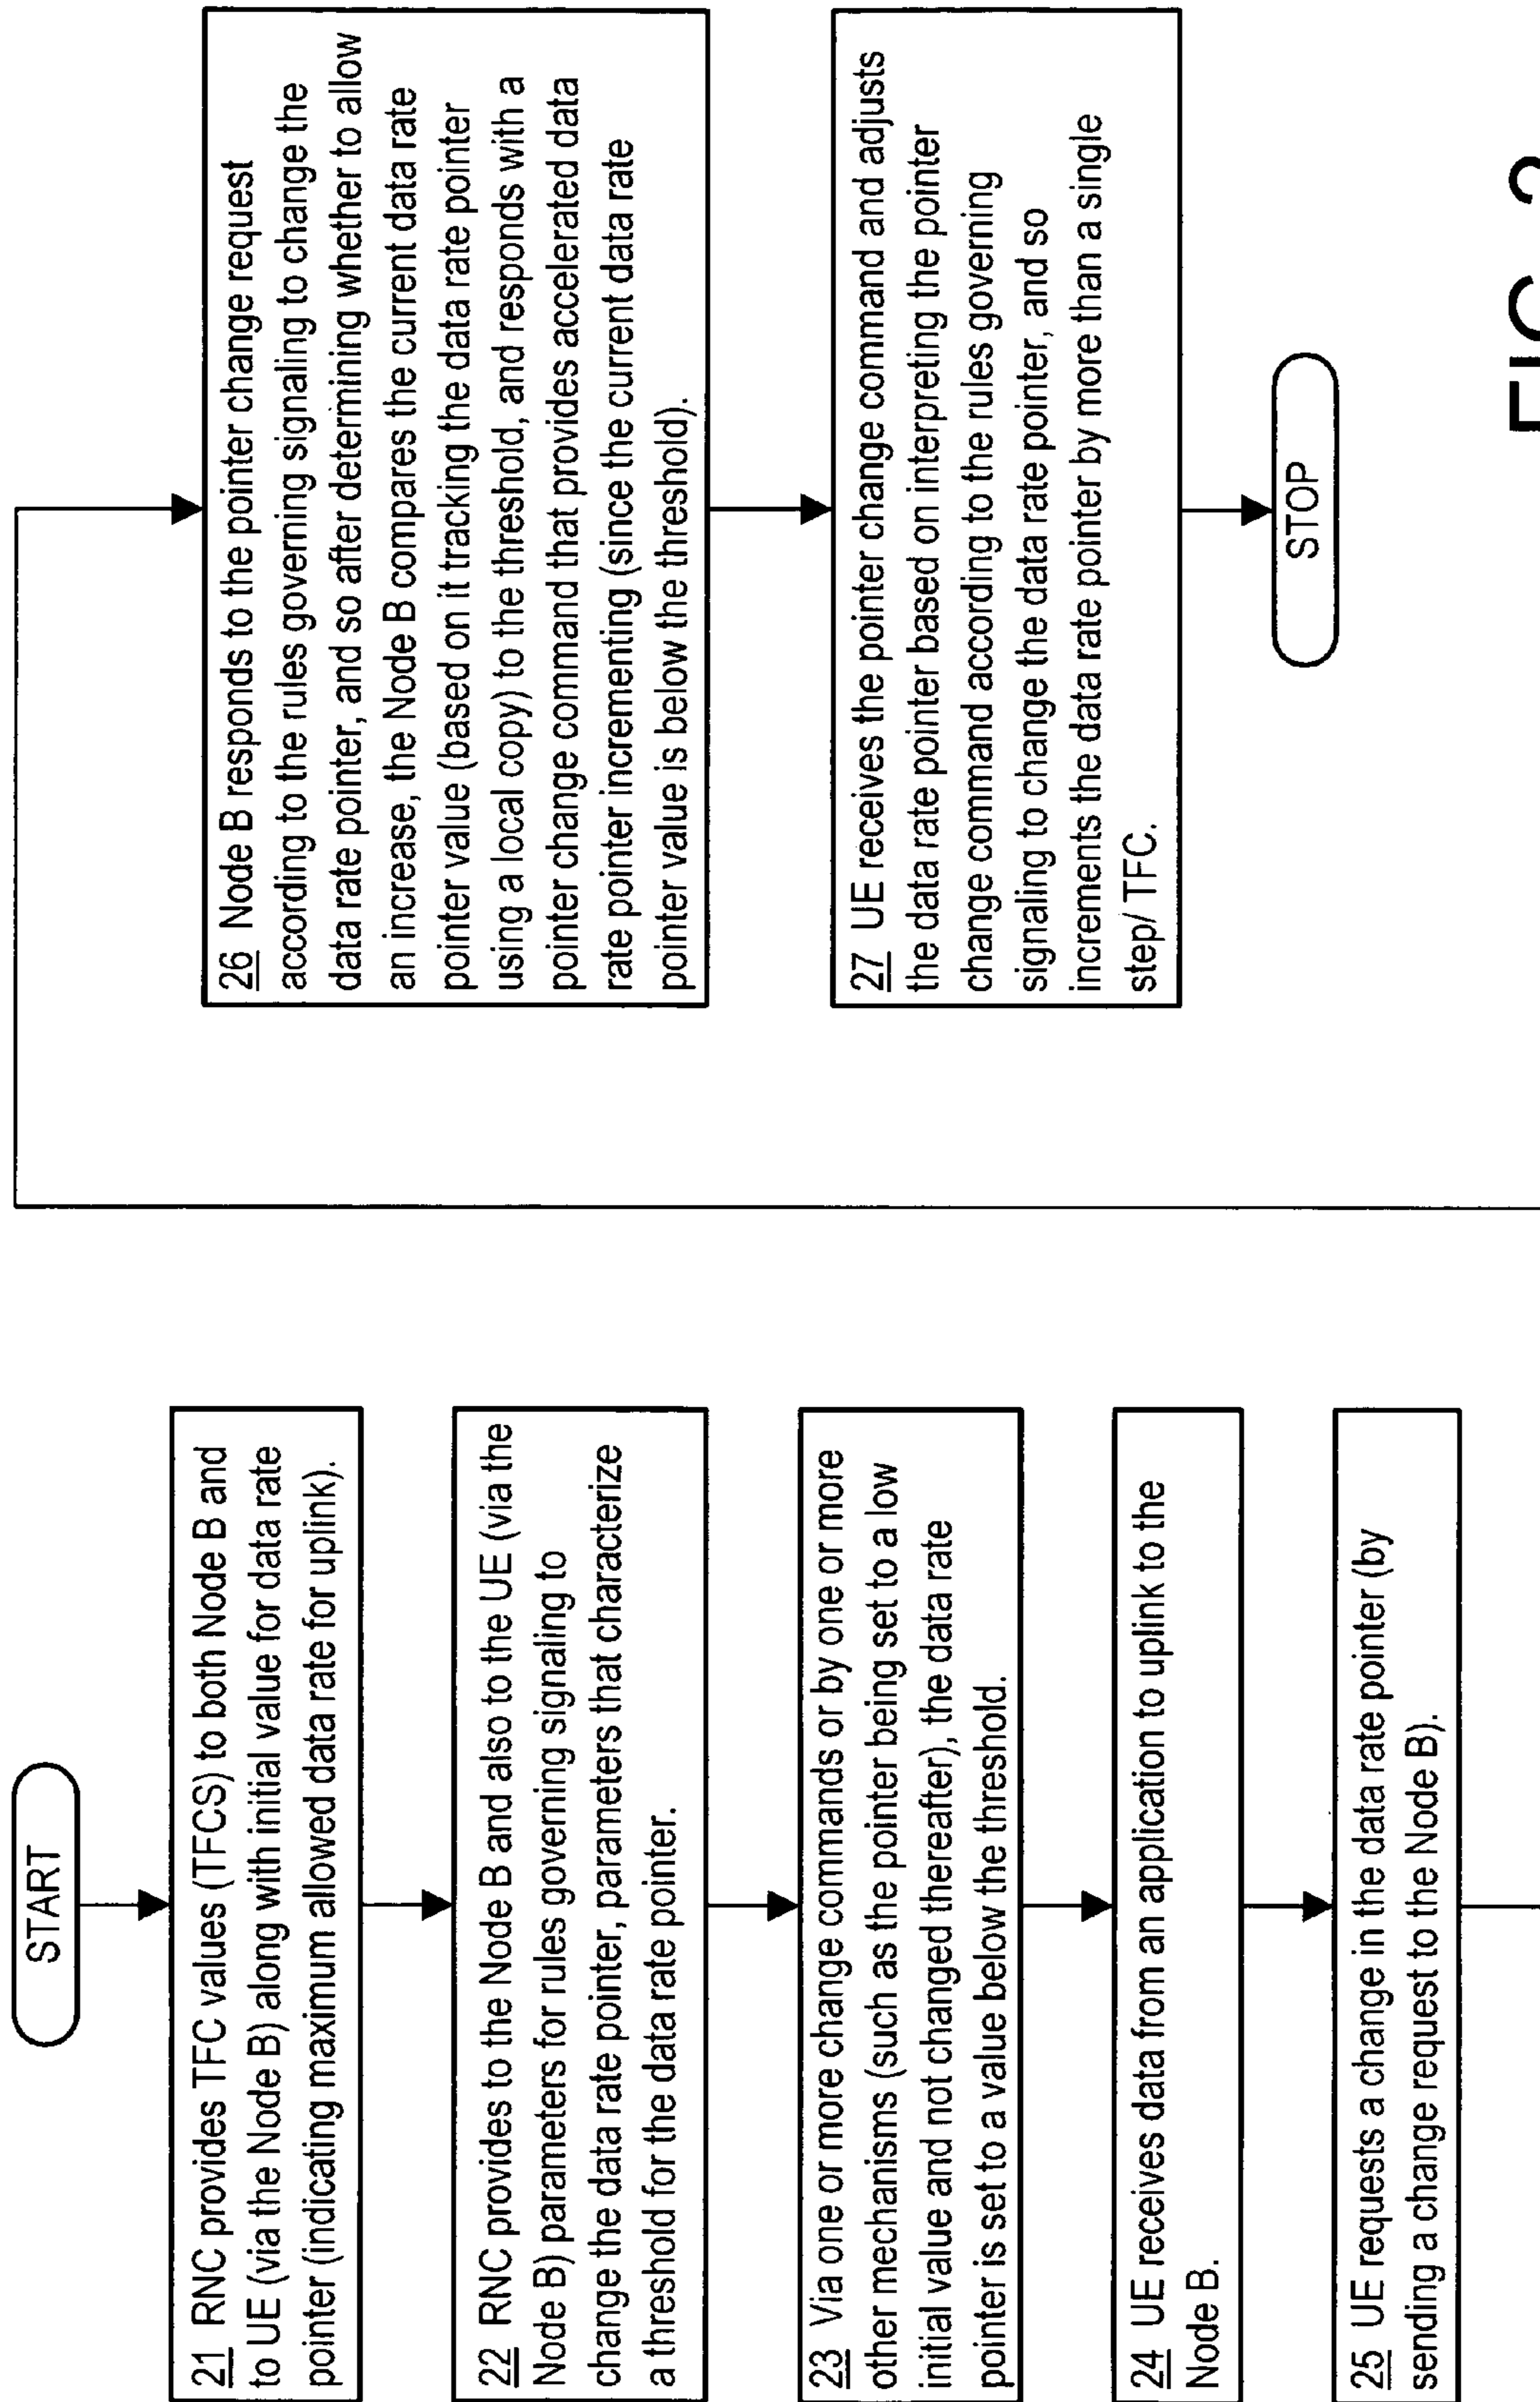 START
21 RNC provides TFC values (TFCS) to both Node B and
to UE (via the Node B) along with initial value for data rate
pointer (indicating maximum allowed data rate for uplink).
22 RNC provides to the Node B and also to the UE (via the
Node B) parameters for rules governing signaling to
change the data rate pointer, parameters that characterize
a threshold for the data rate pointer.
23 Via one or more change commands or by one or more
other mechanisms (such as the pointer being set to a low
initial value and not changed thereafter), the data rate
pointer is set to a value below the threshold.
24 UE receives data from an application to uplink to the
Node B.
25 UE requests a change in the data rate pointer (by
sending a change request to the Node B).
26 Node B responds to the pointer change request
according to the rules governing signaling to change the
data rate pointer, and so after determining whether to allow
an increase, the Node B compares the current data rate
pointer value (based on it tracking the data rate pointer
using a local copy) to the threshold, and responds with a
pointer change command that provides accelerated data
rate pointer incrementing (since the current data rate
pointer value is below the threshold).
27 UE receives the pointer change command and adjusts
the data rate pointer based on interpreting the pointer
change command according to the rules governing
signaling to change the data rate pointer, and so
increments the data rate pointer by more than a single
step/ TFC.
STOP